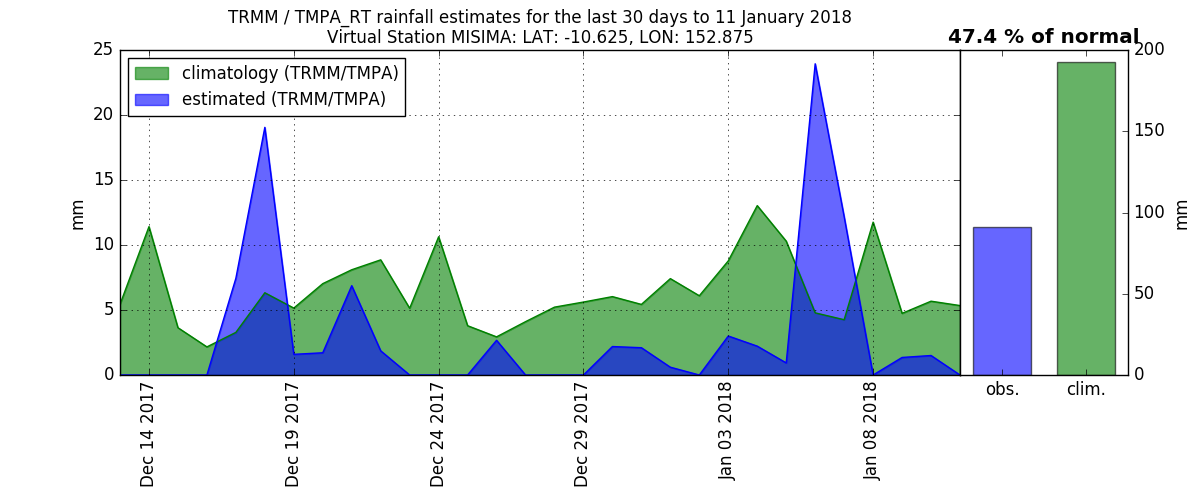 TRMM / TMPA_RT rainfall estimates for the last 30 days to 11 January 2018
Virtual Station MISIMA: LAT: -10.625, LON: 152.875
47.4 % of normal
climatology (TRMM/TMPA)
estimated (TRMM/TMPA)
25
20
15
10
5
0
mm
Dec 14 2017
Dec 19 2017
Dec 24 2017
Dec 29 2017
Jan 03 2018
Jan 08 2018
obs.
clim.
200
150
100
50
0
mm